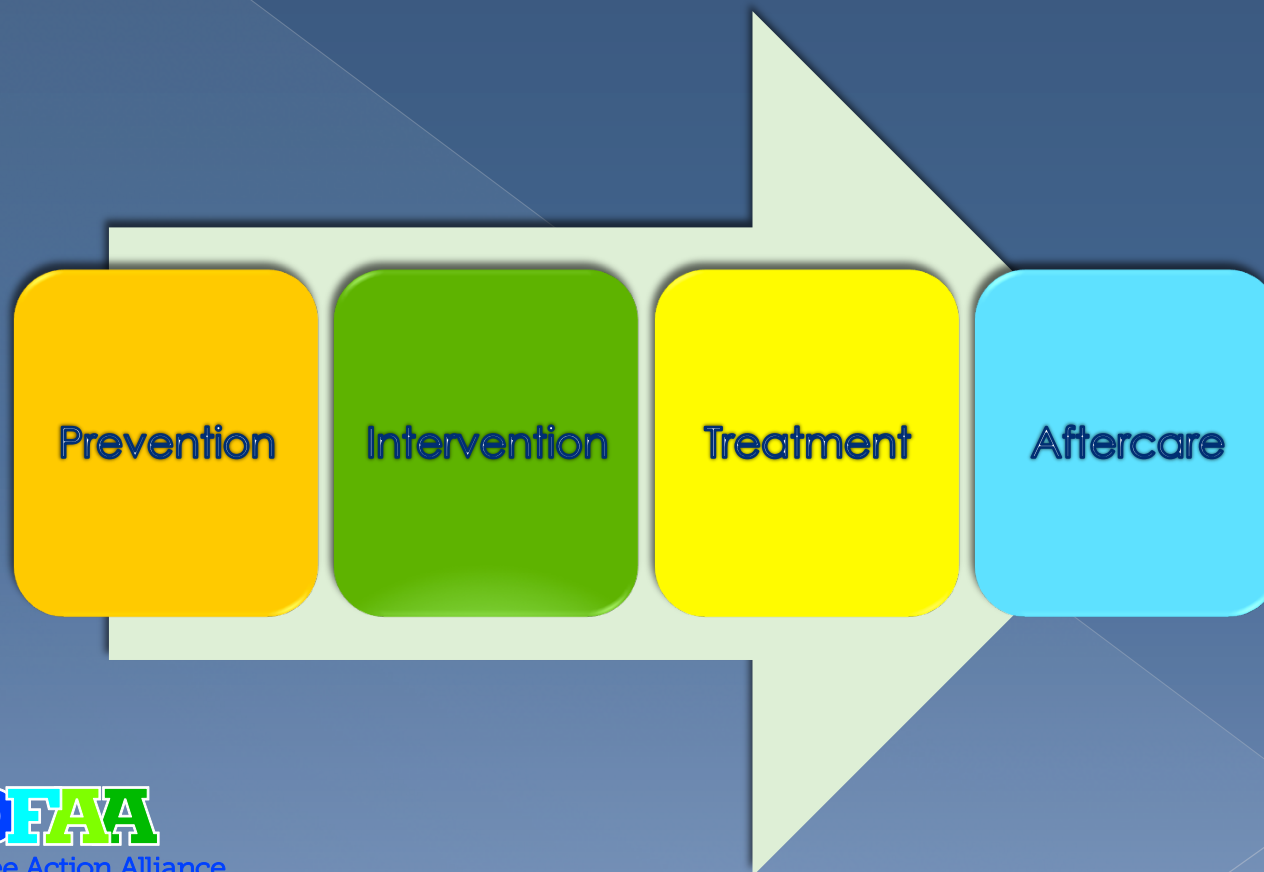 Prevention
Intervention
Treatment
Aftercare
FAA
Action Alliance